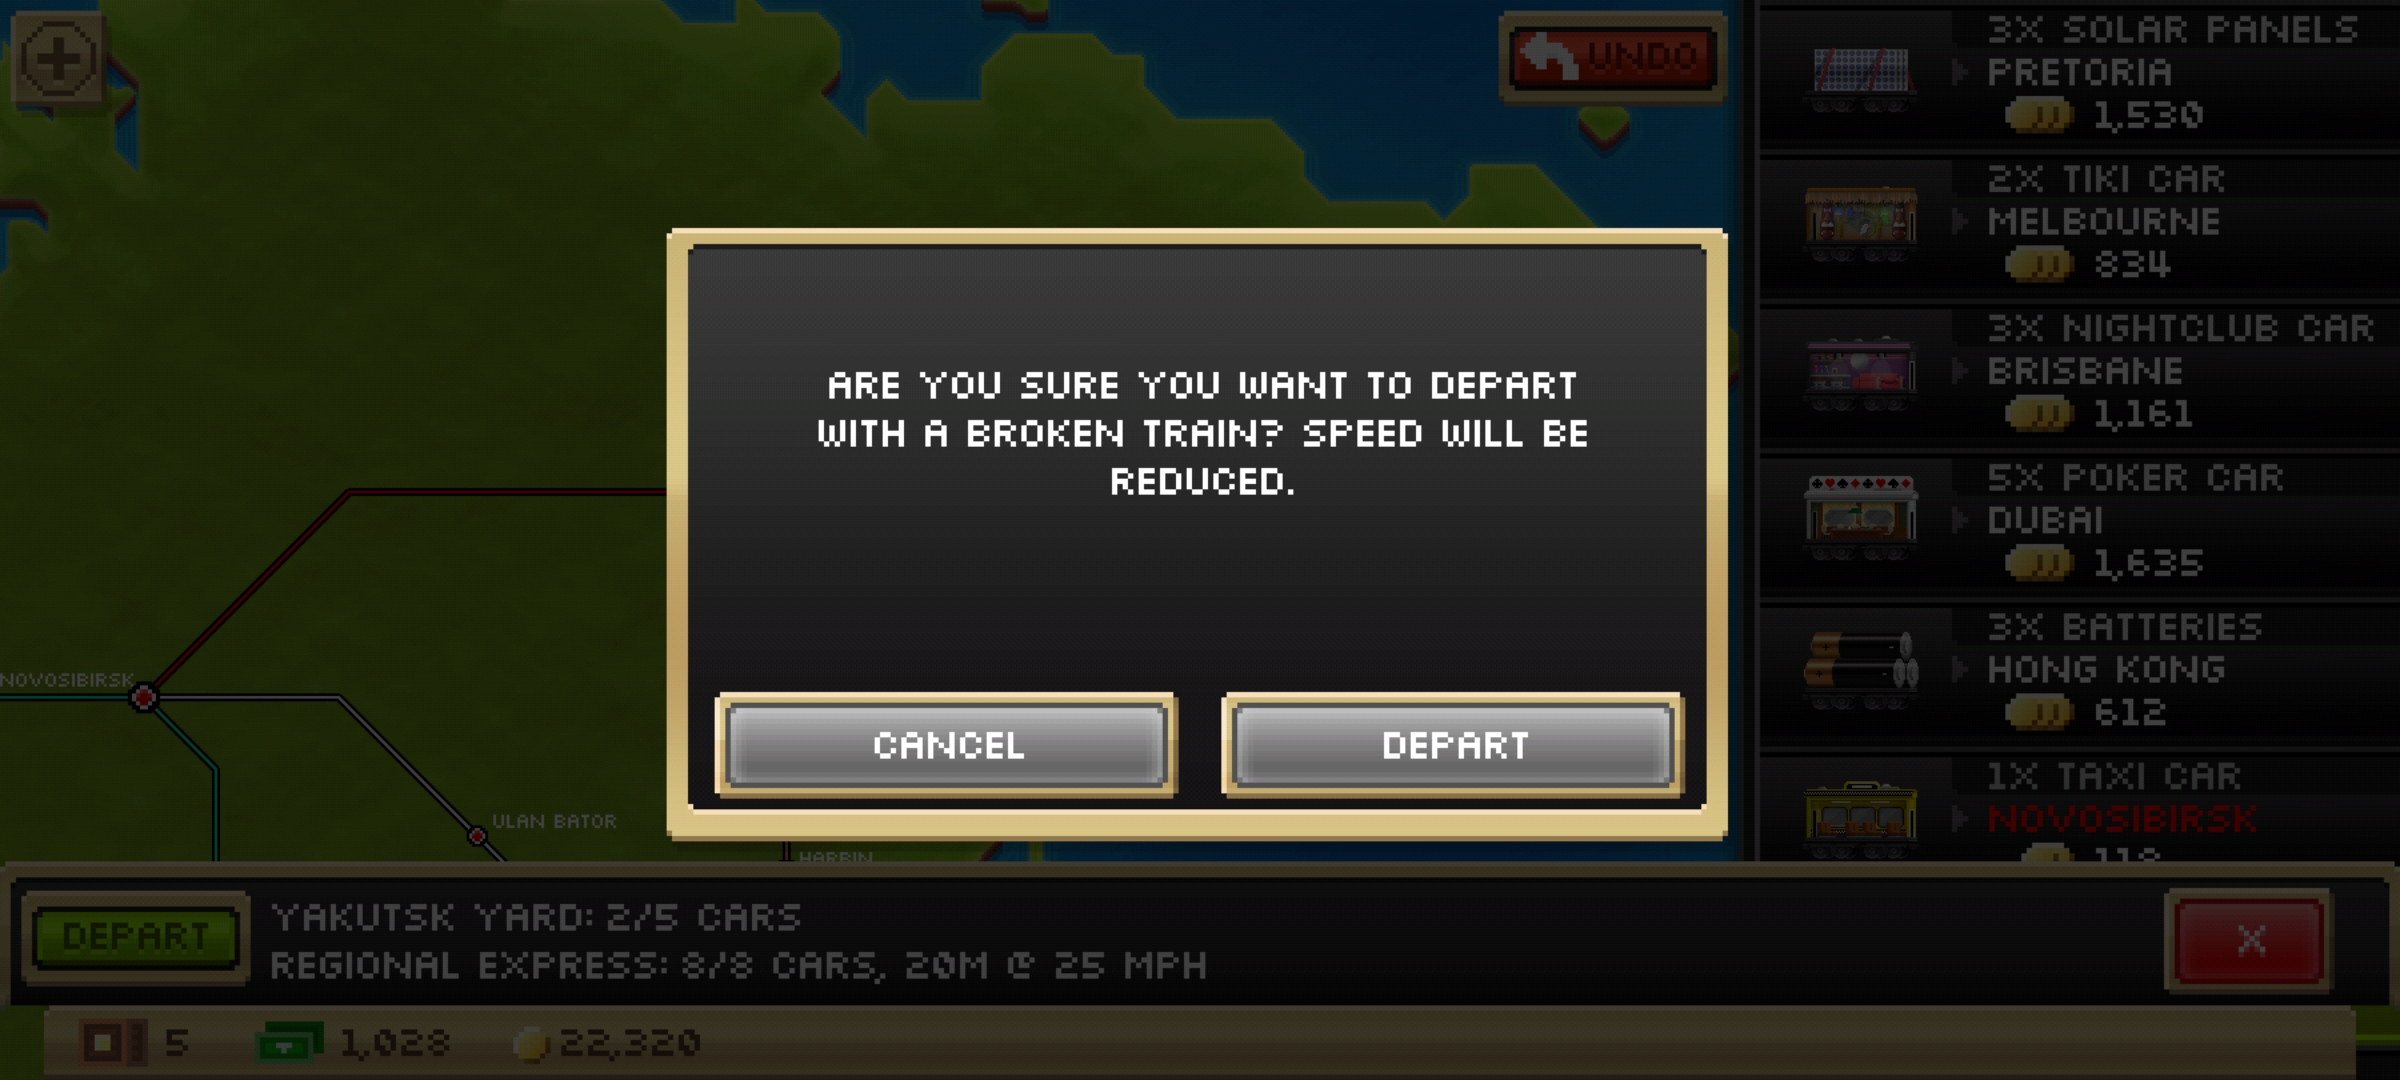 UNDO
3X SOLAR PANELS
PRETORIA
1,530
2X TIKI CAR
MELBOURNE
834
3X NIGHTCLUB CAR
BRISBANE
1,161
5X POKER CAR
DUBAI
1,635
3X BATTERIES
HONG KONG
612
1X TAXI CAR
NOVOSIBIRSK
118
ARE YOU SURE YOU WANT TO DEPART
WITH A BROKEN TRAIN? SPEED WILL BE
REDUCED.
CANCEL
DEPART
NOVOSIBIRSK
ULAN BATOR
HARBIN
DEPART
YAKUTSK YARD: 2/5 CARS
REGIONAL EXPRESS: 8/8 CARS, 20M @ 25 MPH
X
5
1,028
22,320